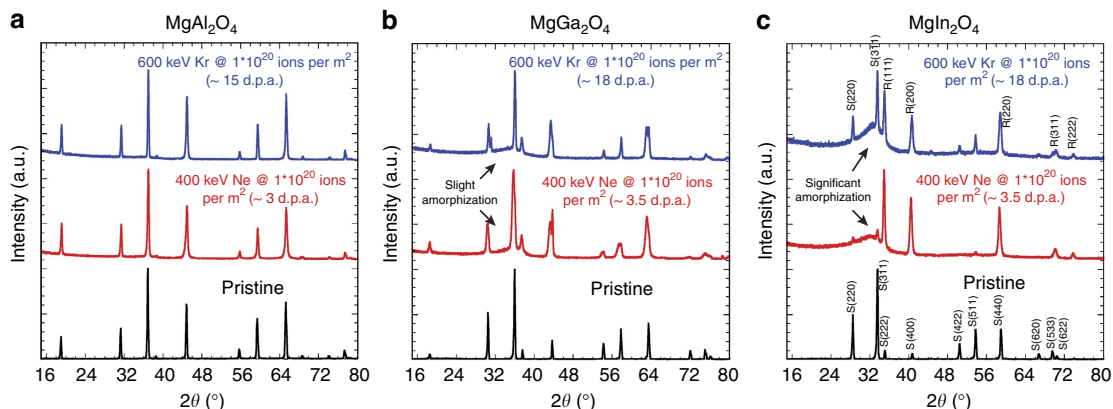 a
MgAl2O4
600 keV Kr @ 1*10^20 ions per m^2
(~ 15 d.p.a.)
400 keV Ne @ 1*10^20 ions
per m^2 (~ 3 d.p.a.)
Pristine
Intensity (a.u.)
16 24 32 40 48 56 64 72 80
2θ (°)
b
MgGa2O4
600 keV Kr @ 1*10^20 ions per m^2
(~ 18 d.p.a.)
Slight
amorphization
400 keV Ne @ 1*10^20 ions
per m^2 (~ 3.5 d.p.a.)
Pristine
Intensity (a.u.)
16 24 32 40 48 56 64 72 80
2θ (°)
c
MgIn2O4
600 keV Kr @ 1*10^20 ions
per m^2 (~ 18 d.p.a.)
S(220)
S(311)
R(111)
R(200)
R(220)
R(311)
R(222)
Significant
amorphization
400 keV Ne @ 1*10^20 ions
per m^2 (~ 3.5 d.p.a.)
Pristine
S(220)
S(311)
S(222)
S(400)
S(422)
S(511)
S(440)
S(620)
S(533)
S(622)
Intensity (a.u.)
16 24 32 40 48 56 64 72 80
2θ (°)